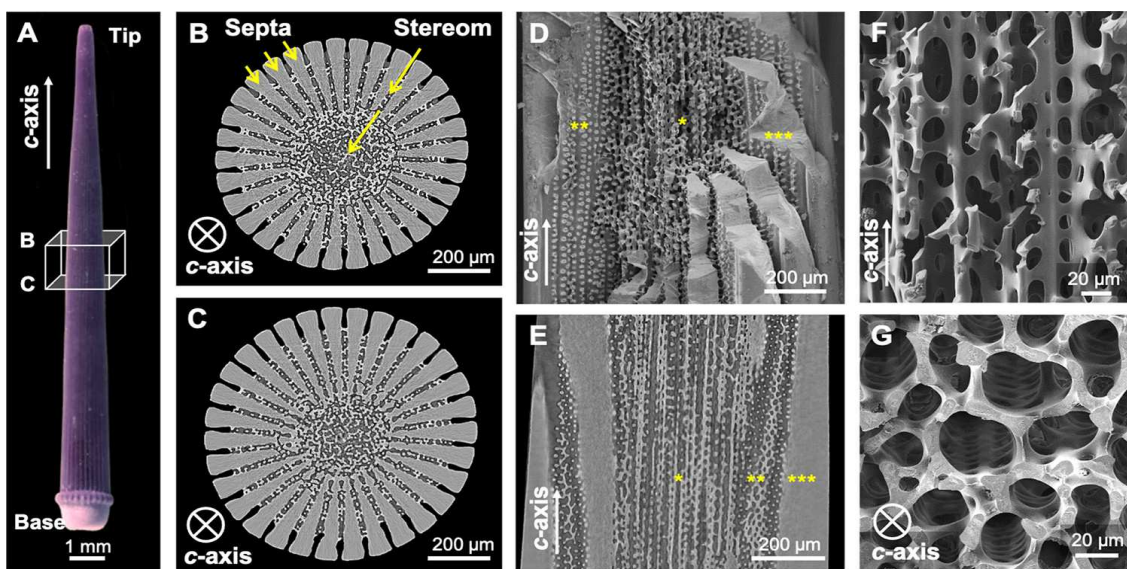 A
Tip
c-axis
B
C
Base
1 mm
B
Septa
Stereom
c-axis
200 µm
C
c-axis
200 µm
D
**
*
***
c-axis
200 µm
E
*
**
***
c-axis
200 µm
F
c-axis
20 µm
G
c-axis
20 µm